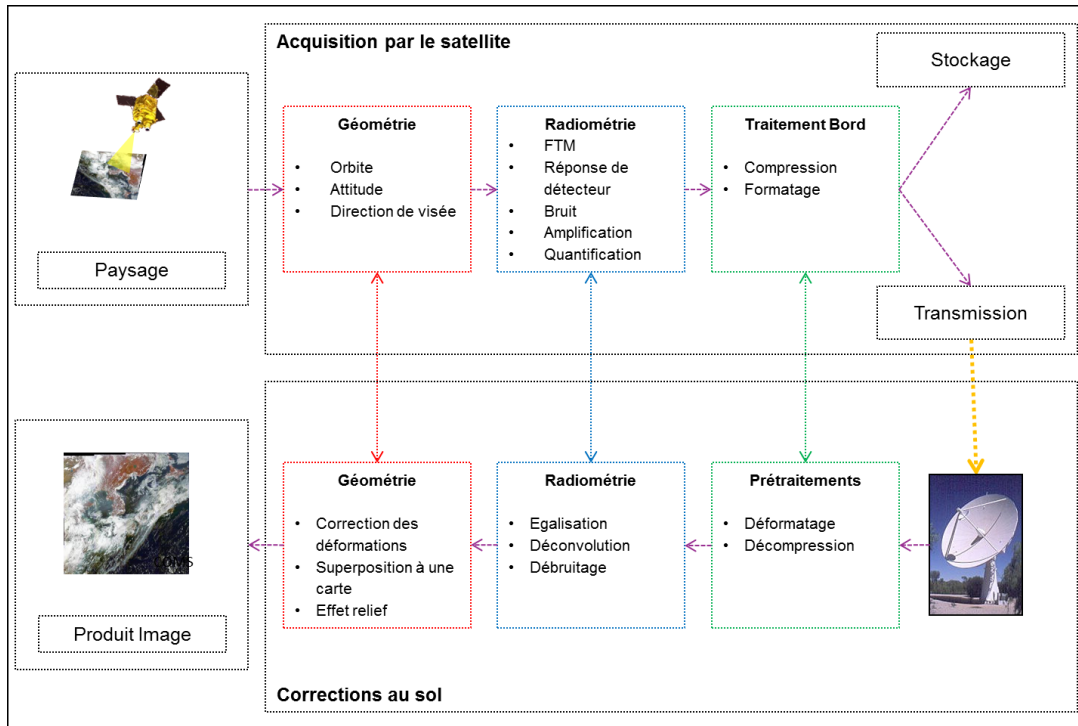 Acquisition par le satellite
Stockage
Géométrie
• Orbite
• Attitude
• Direction de visée
Radiométrie
• FTM
• Réponse de
détecteur
• Bruit
• Amplification
• Quantification
Traitement Bord
• Compression
• Formatage
Paysage
Transmission
Géométrie
• Correction des
déformations
• Superposition à une
carte
• Effet relief
Radiométrie
• Egalisation
• Déconvolution
• Débruitage
Prétraitements
• Déformatage
• Décompression
Produit Image
Corrections au sol